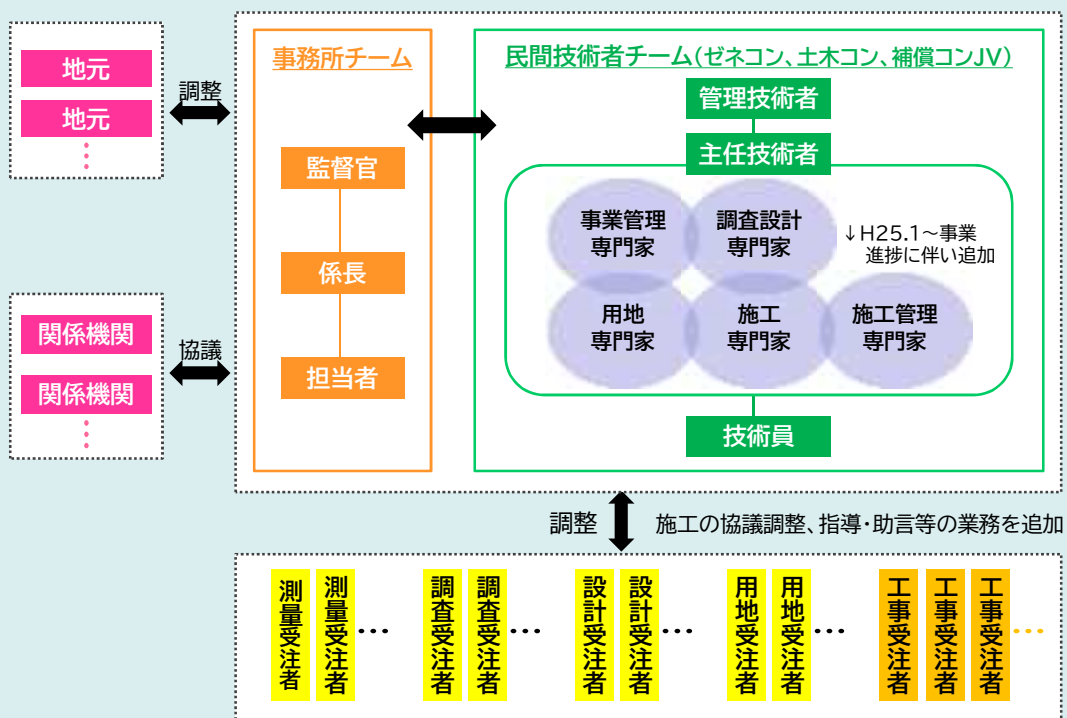 地元
地元
調整
関係機関
関係機関
協議
事務所チーム
監督官
係長
担当者
民間技術者チーム(ゼネコン、土木コン、補償コンJV)
管理技術者
主任技術者
事業管理
専門家
調査設計
専門家
↓H25.1～事業
進捗に伴い追加
用地
専門家
施工
専門家
施工管理
専門家
技術員
調整
施工の協議調整、指導・助言等の業務を追加
測量受注者
測量受注者
…
調査受注者
調査受注者
…
設計受注者
設計受注者
…
用地受注者
用地受注者
…
工事受注者
工事受注者
工事受注者
…